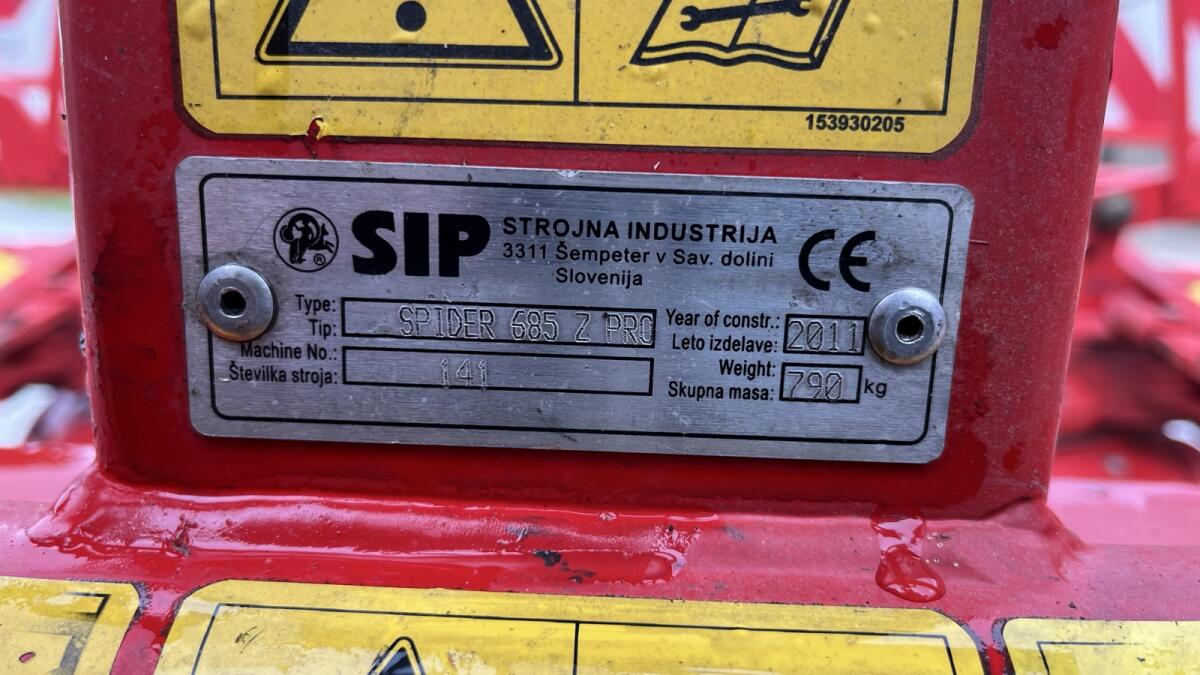 153930205
SIP
STROJNA INDUSTRIJA
3311 Šempeter v Sav. dolini
Slovenija
CE
®
Type:
Tip:
SPIDER 685 Z PRO
Machine No.:
Številka stroja:
141
Year of constr.:
Leto izdelave:
2011
Weight:
Skupna masa:
790 kg